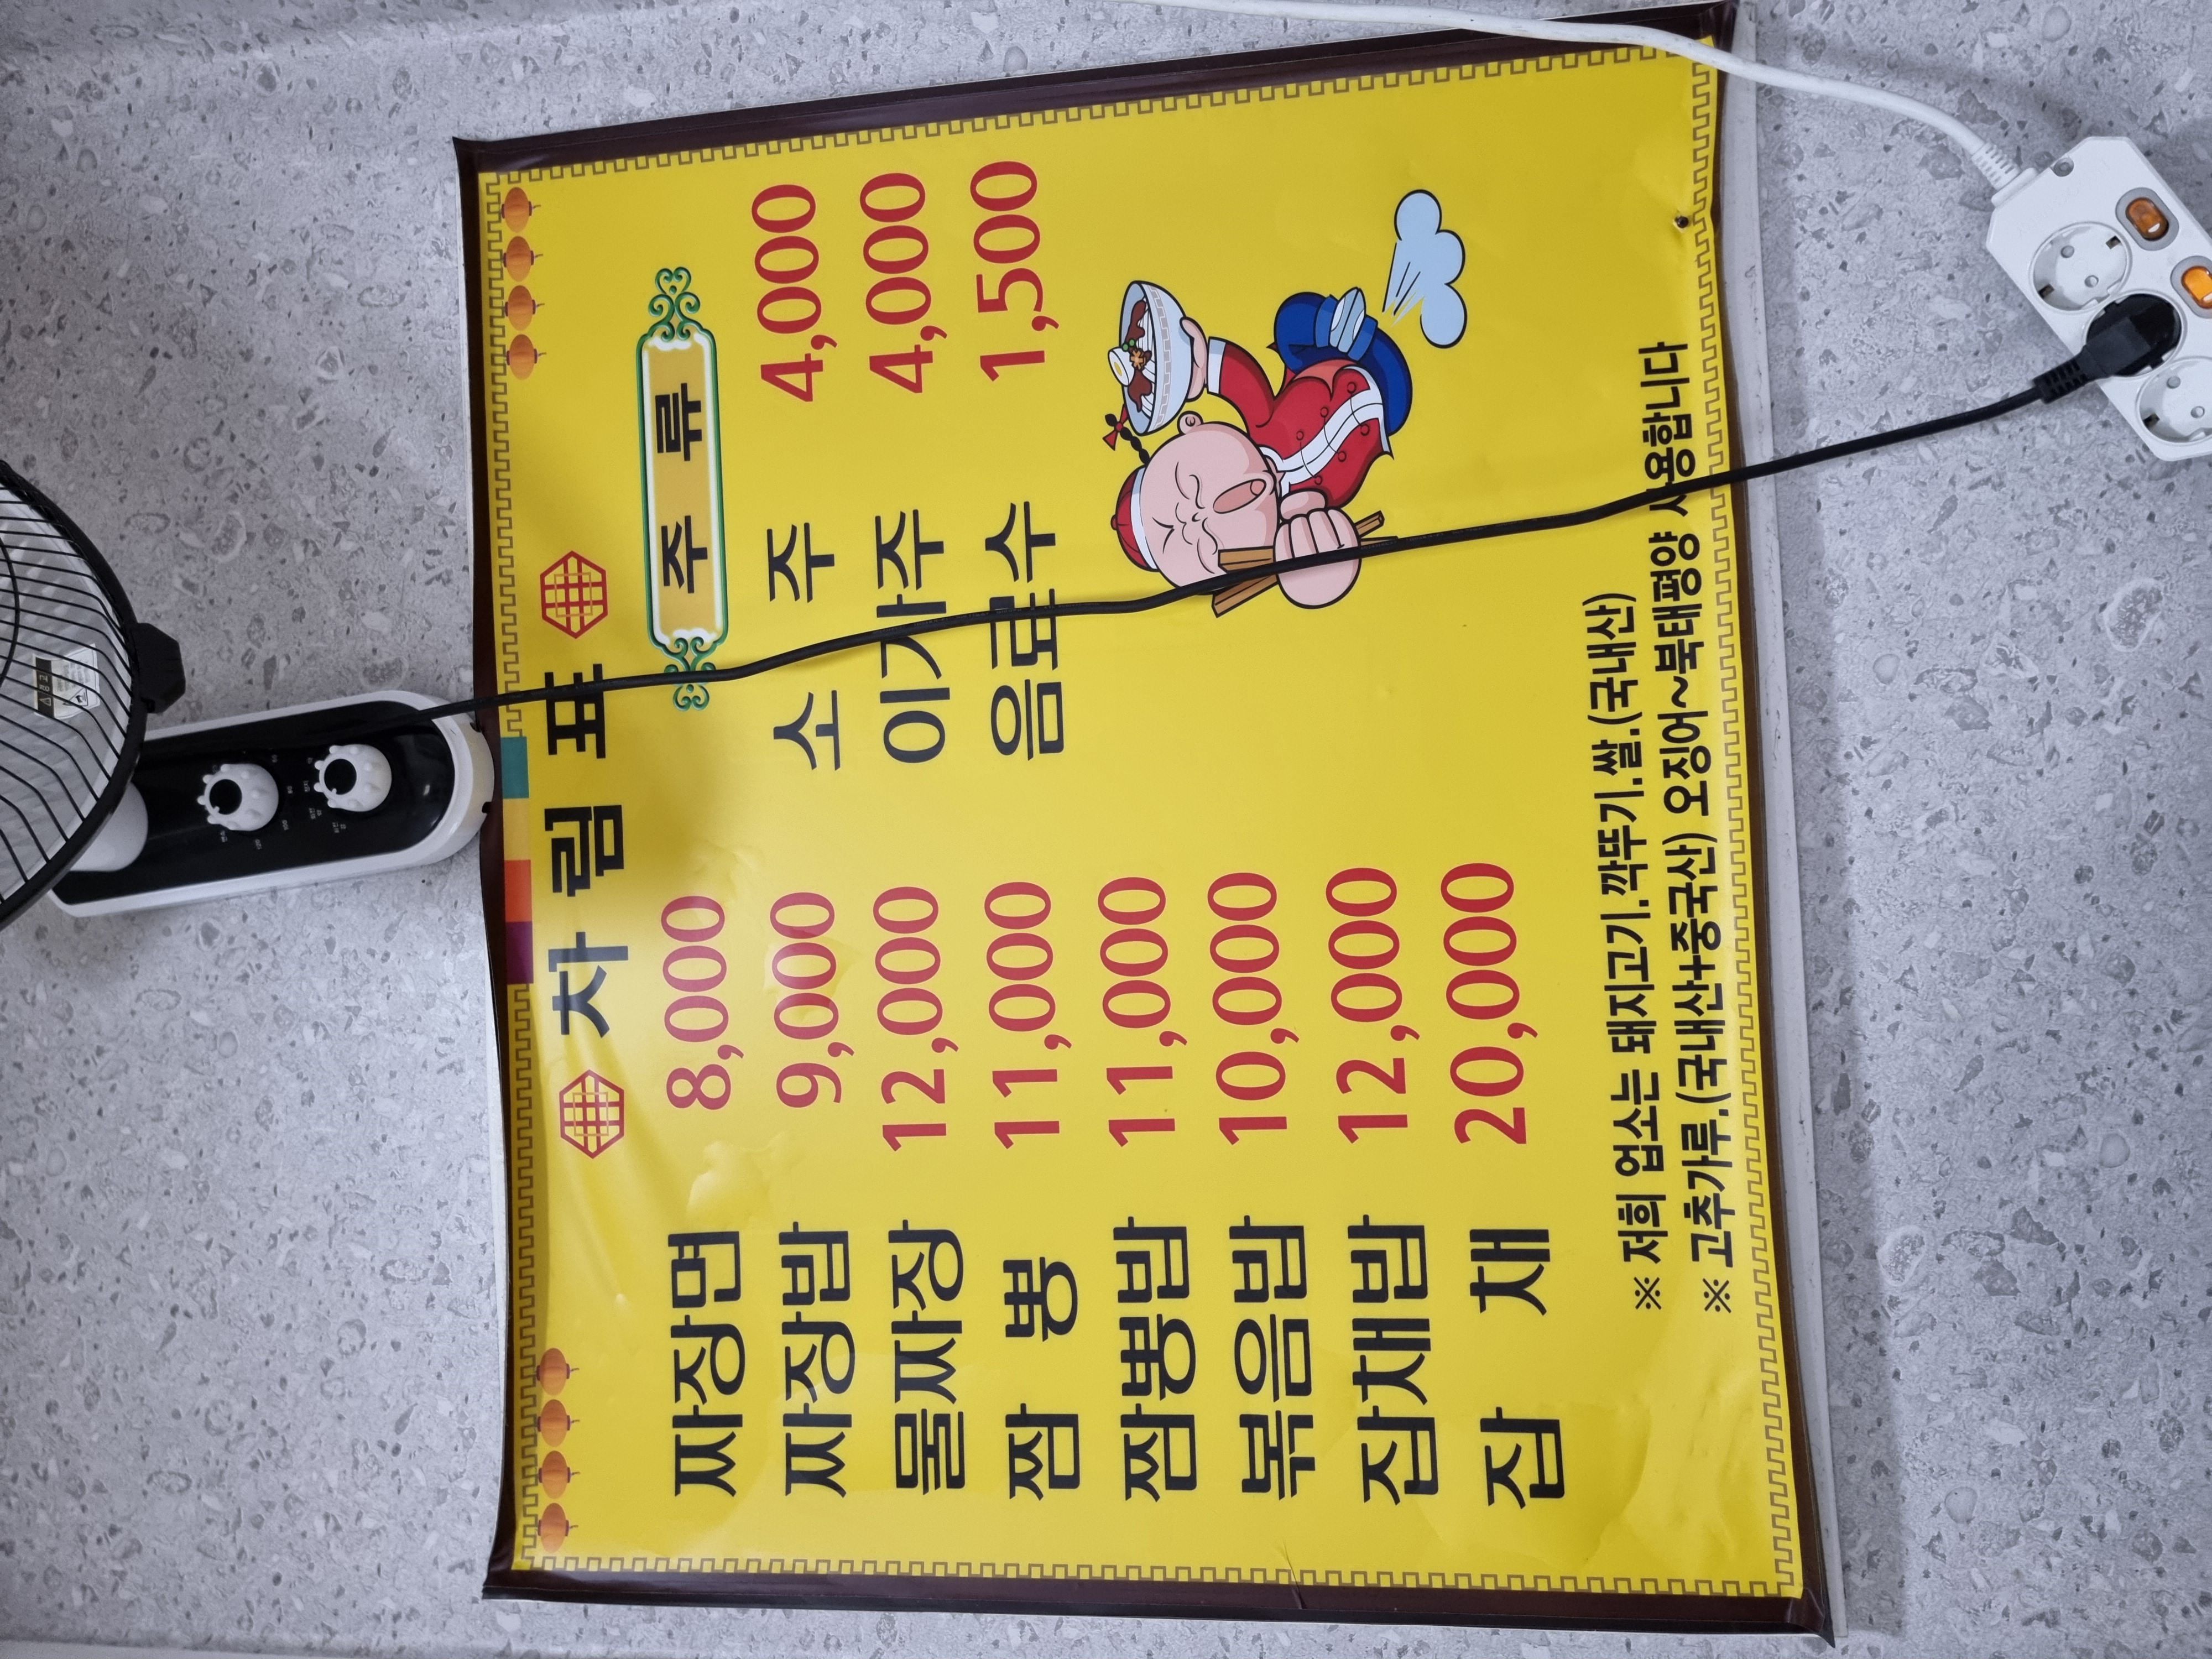 차 림 표
짜장면 8,000
짜장밥 9,000
물짜장 12,000
짬 뽕 11,000
짬뽕밥 11,000
볶음밥 10,000
잡채밥 12,000
잡 채 20,000
주 류
소 주 4,000
이가주 4,000
음료수 1,500
※ 저희 업소는 돼지고기.깍뚜기.쌀.(국내산)
※ 고추가루.(국내산+중국산) 오징어~북태평양 사용합니다